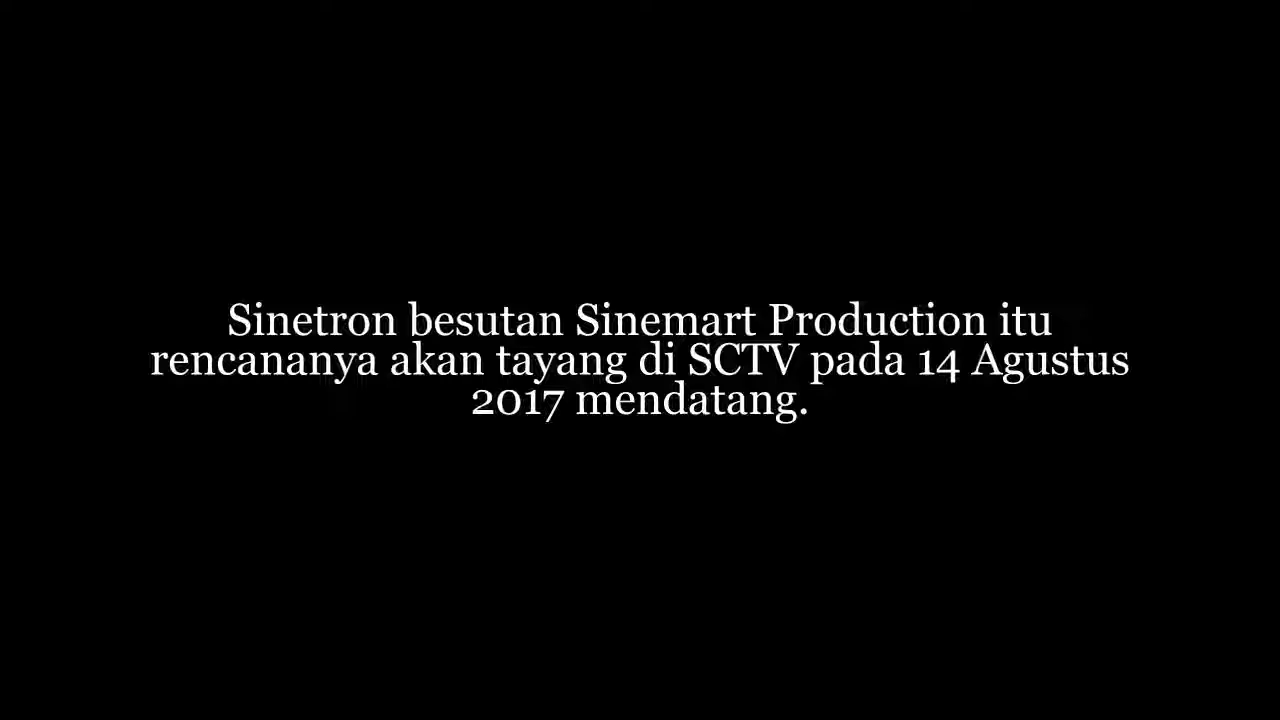 Sinetron besutan Sinemart Production itu
rencananya akan tayang di SCTV pada 14 Agustus
2017 mendatang.